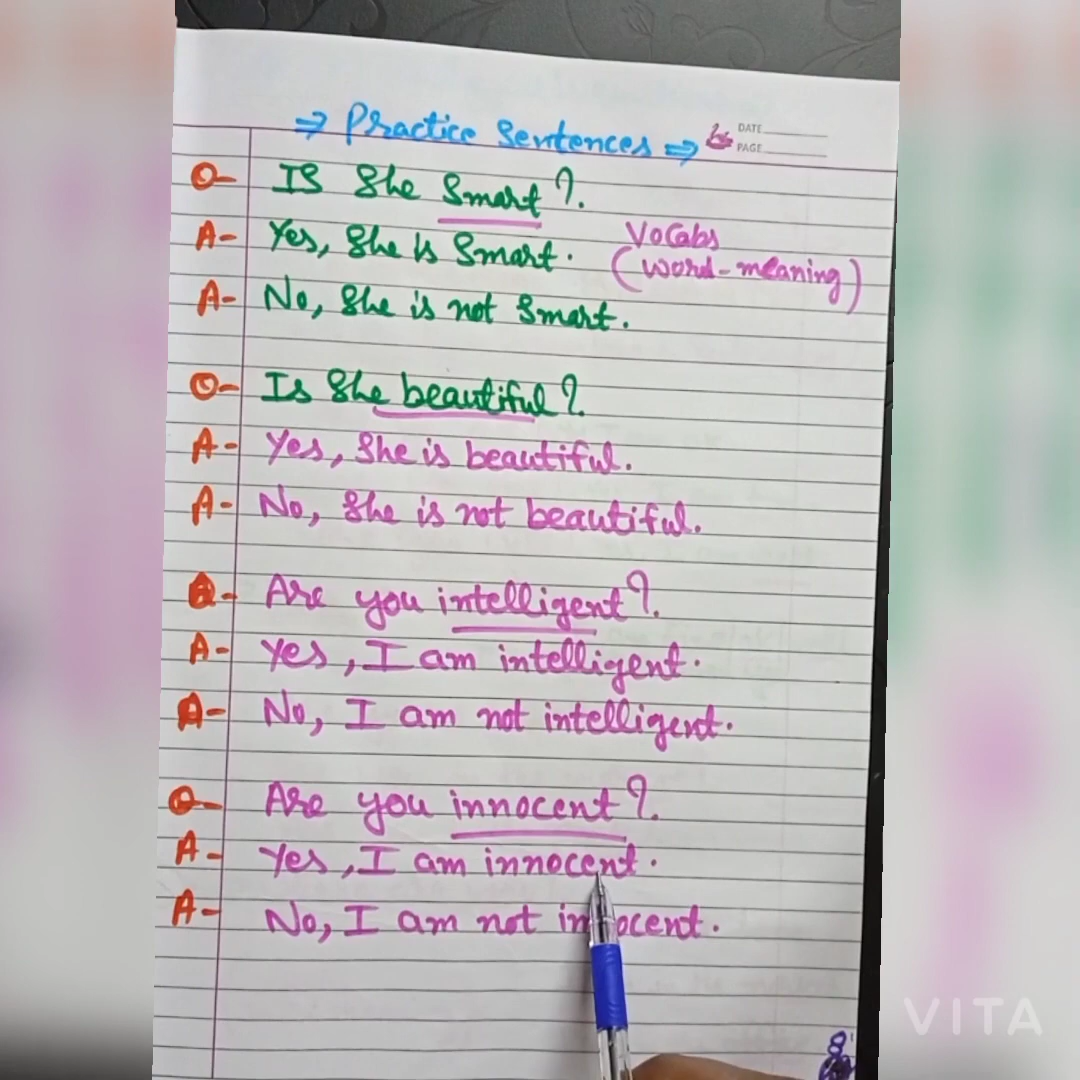 ⇒ Practice Sentences ⇒
DATE
PAGE
Q- IS She Smart?
A- Yes, She is Smart.
Vocabs
(word-meaning)
A- No, She is not Smart.
Q- Is She beautiful?
A- Yes, She is beautiful.
A- No, She is not beautiful.
Q- Are you intelligent?
A- Yes, I am intelligent.
A- No, I am not intelligent.
Q- Are you innocent?
A- Yes, I am innocent.
A- No, I am not innocent.
VITA